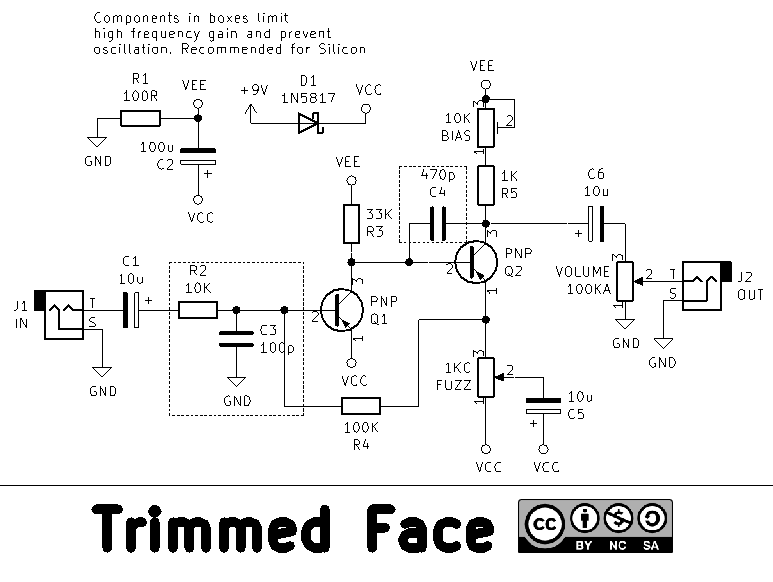 Components in boxes limit
high frequency gain and prevent
oscillation. Recommended for Silicon
R1
100R
VEE
GND
100u
C2
+
VCC
+9V
D1
1N5817
VCC
VEE
33K
R3
470p
C4
VEE
3
10K
BIAS
2
1
1K
R5
C6
10u
+
3
PNP
Q2
2
1
VOLUME
100KA
3
2
1
GND
T
S
J2
OUT
GND
J1
IN
T
S
GND
C1
10u
+
R2
10K
C3
100p
GND
2
3
PNP
Q1
1
VCC
100K
R4
3
1KC
FUZZ
2
1
VCC
10u
C5
+
VCC
Trimmed Face
cc
BY NC SA